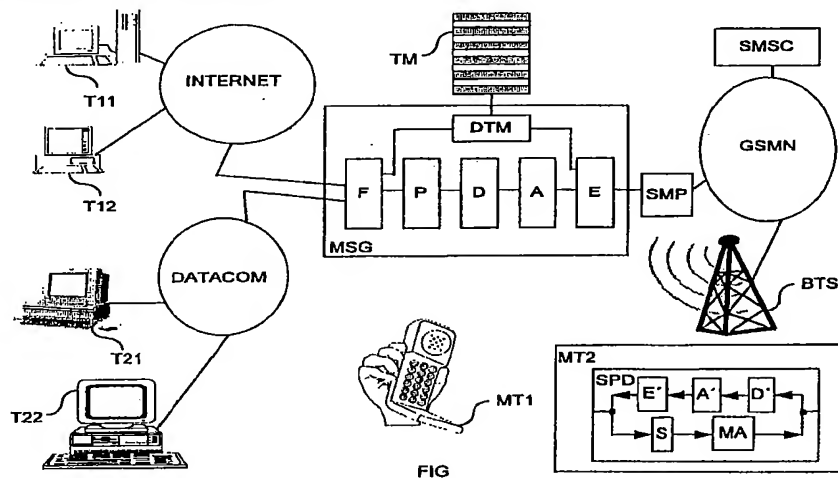 T11
INTERNET
T12
DATACOM
T21
T22
TM
DTM
F P D A E
MSG
SMP
SMSC
GSMN
BTS
MT1
MT2
SPD
E' A' D'
S MA
FIG